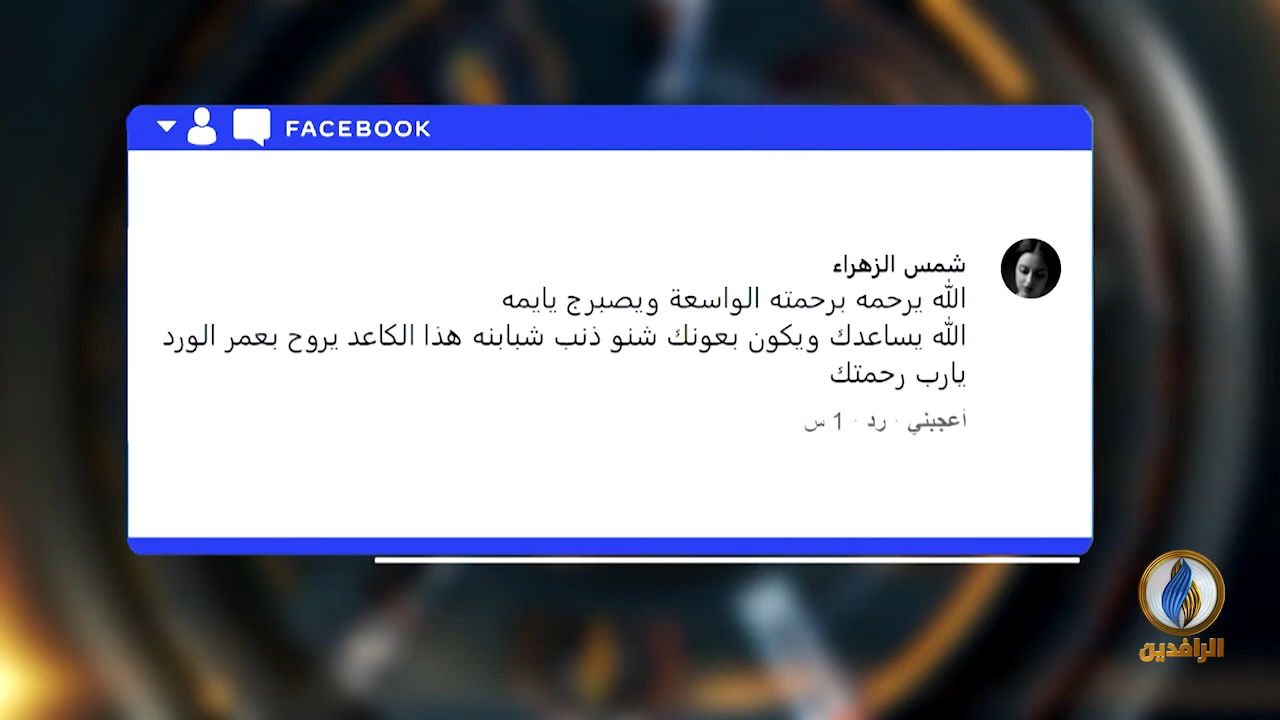 FACEBOOK
شمس الزهراء
الله يرحمه برحمته الواسعة ويصبرج يايمه
الله يساعدك ويكون بعونك شنو ذنب شبابنه هذا الكاعد يروح بعمر الورد
يارب رحمتك
أعجبني · رد · 1 س
الرافدين